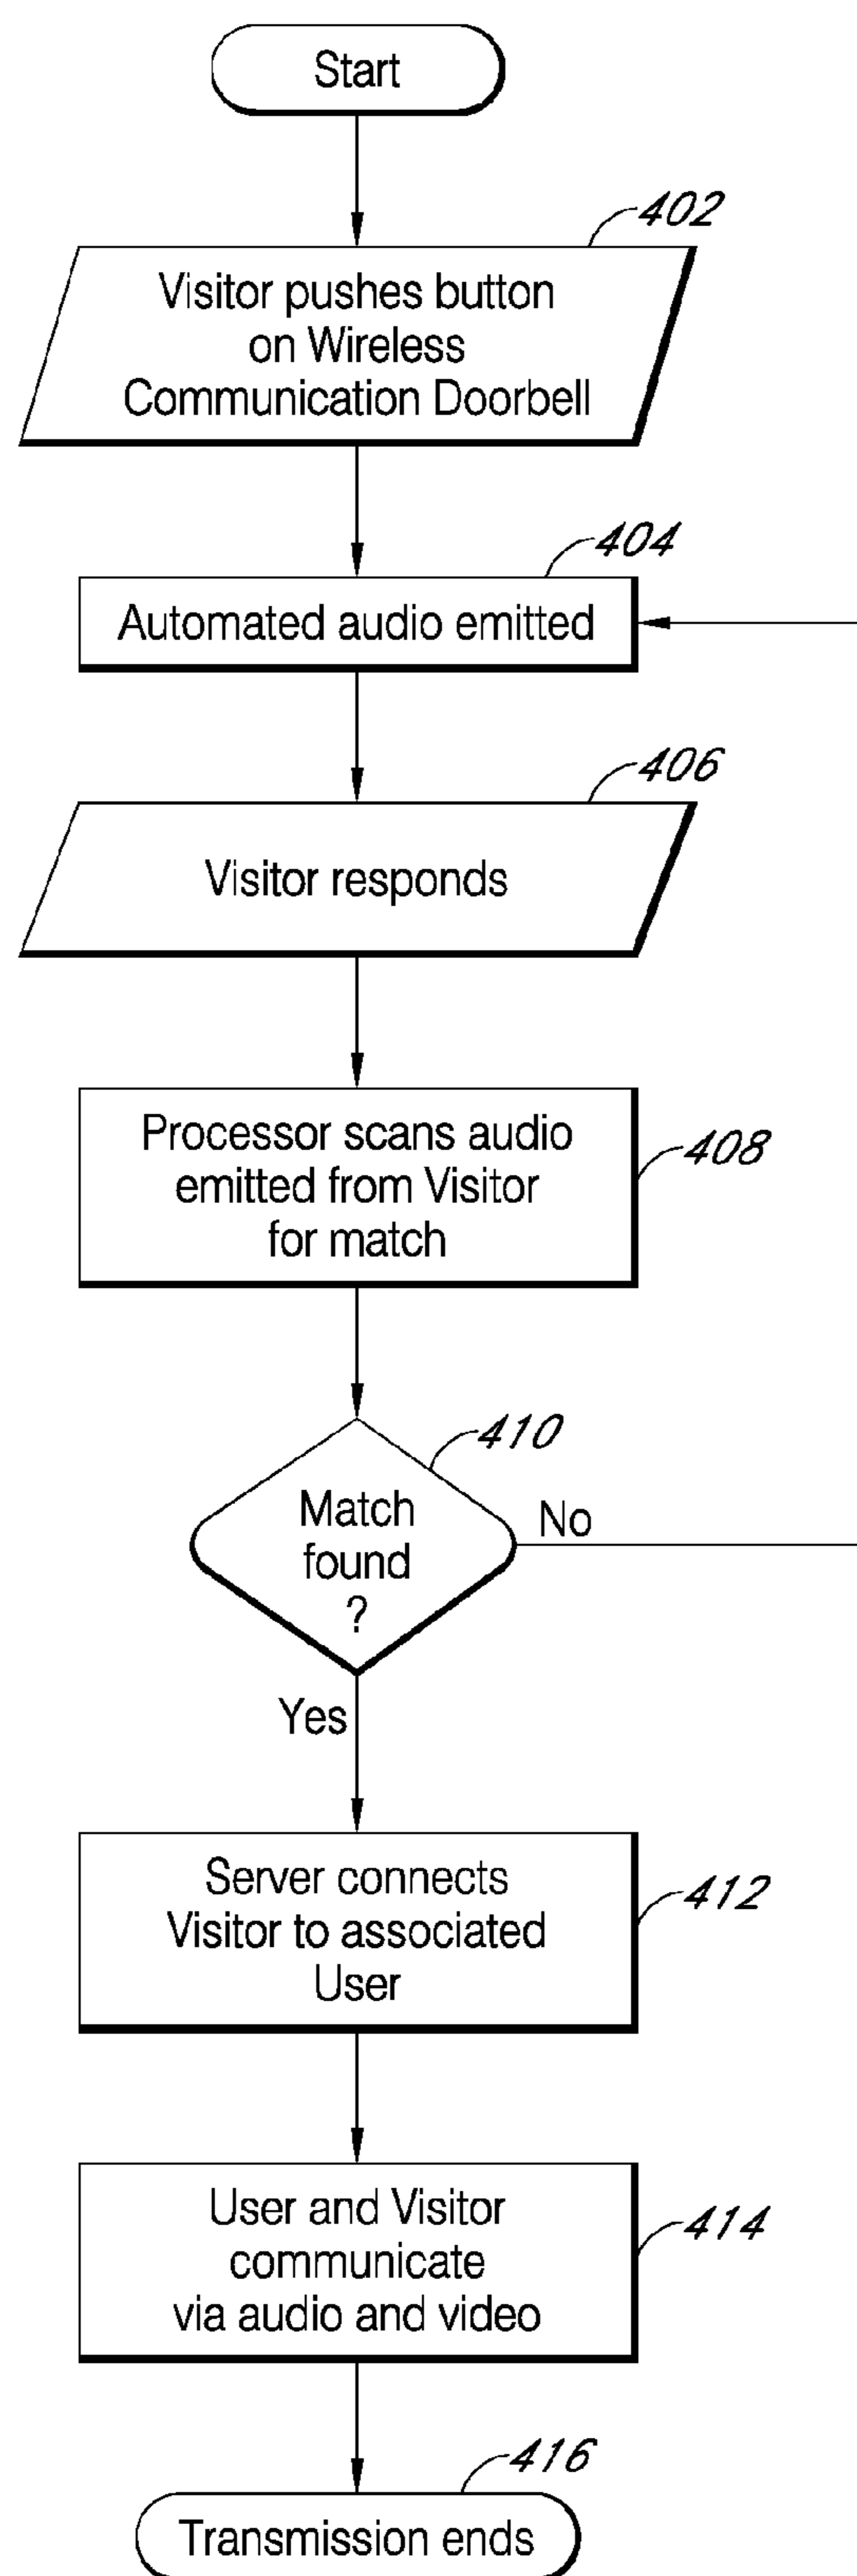 Start
402
Visitor pushes button
on Wireless
Communication Doorbell
404
Automated audio emitted
406
Visitor responds
Processor scans audio
emitted from Visitor
for match
408
410
Match
found
?
No
Yes
Server connects
Visitor to associated
User
412
User and Visitor
communicate
via audio and video
414
416
Transmission ends